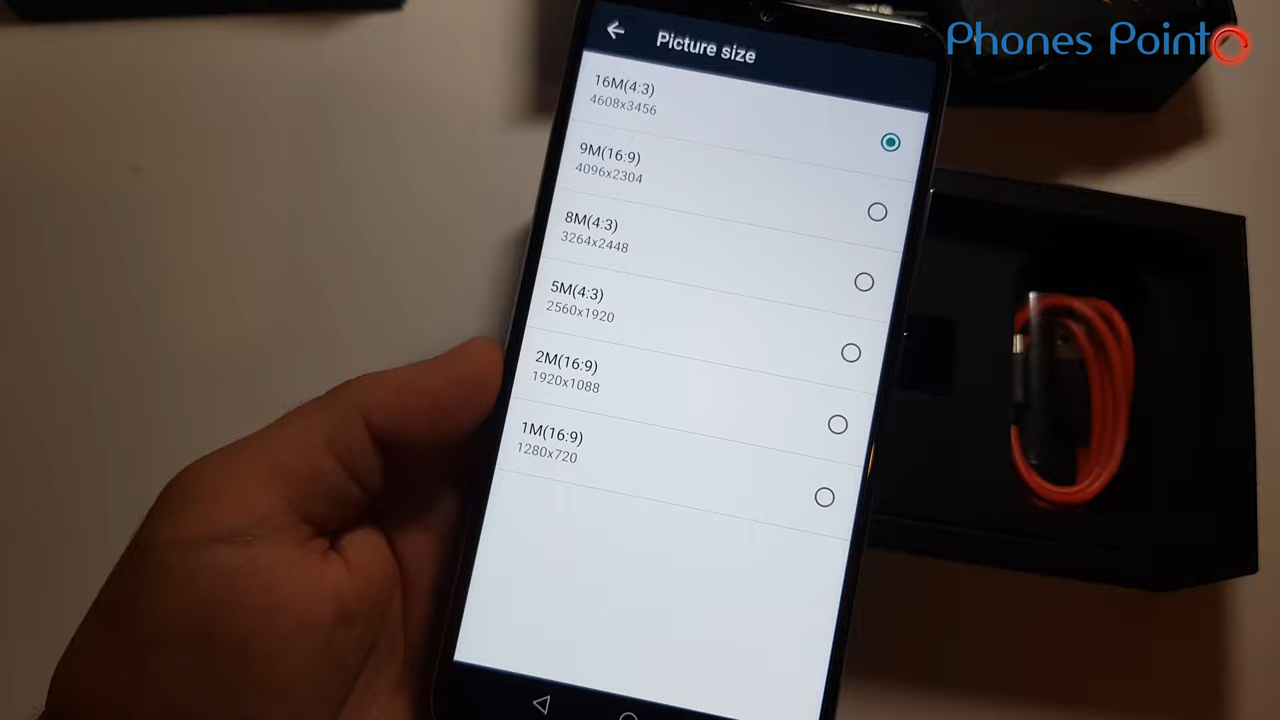 Phones Point
Picture size
16M(4:3)
4608x3456
9M(16:9)
4096x2304
8M(4:3)
3264x2448
5M(4:3)
2560x1920
2M(16:9)
1920x1088
1M(16:9)
1280x720